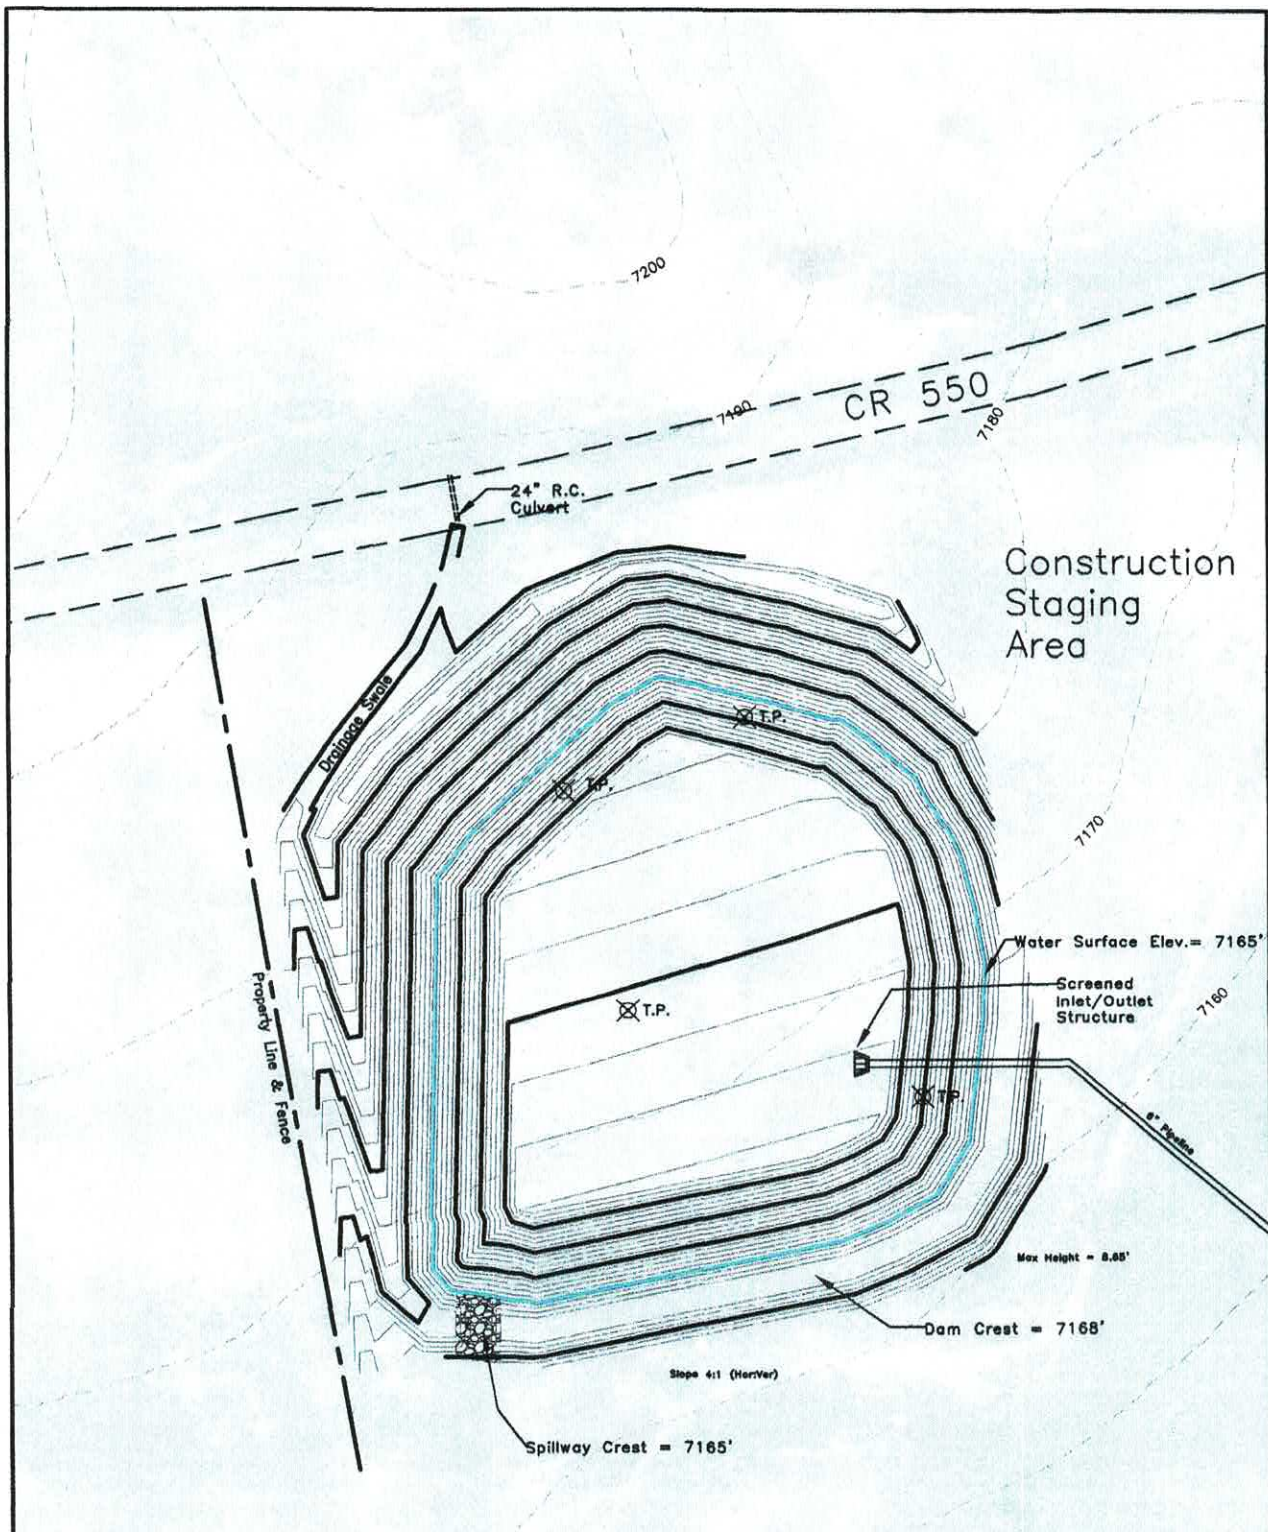 7200
7190
CR 550
7180
24" R.C.
Culvert
Construction
Staging
Area
Drainage Swale
T.P.
T.P.
7170
Water Surface Elev.= 7165'
Screened
Inlet/Outlet
Structure
7160
T.P.
Property Line & Fence
T.P.
6" Pipeline
Max Height = 8.85'
Dam Crest = 7168'
Slope 4:1 (Hor:Ver)
Spillway Crest = 7165'